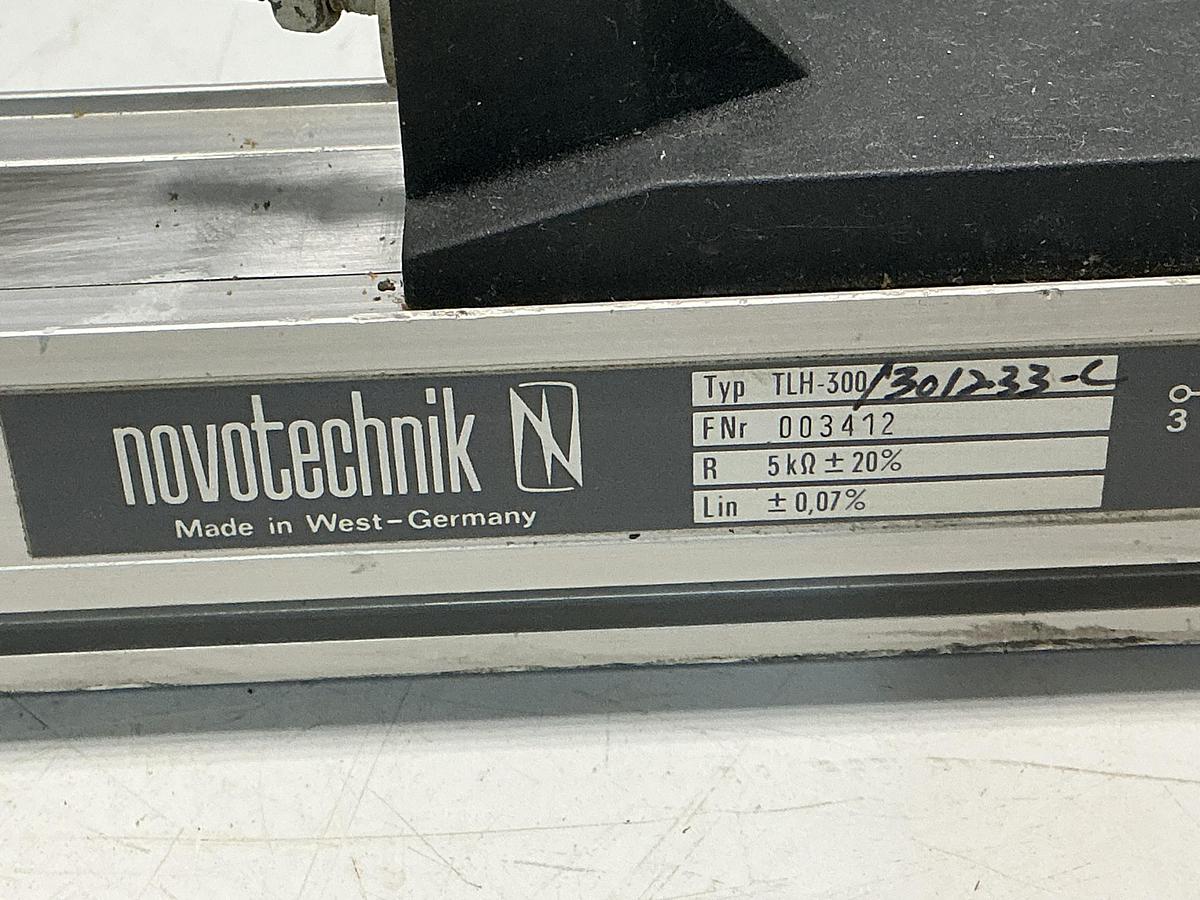 novotechnik
Made in West-Germany
Typ TLH-300/301233-C
FNr 003412
R 5kΩ ± 20%
Lin ± 0,07%
3